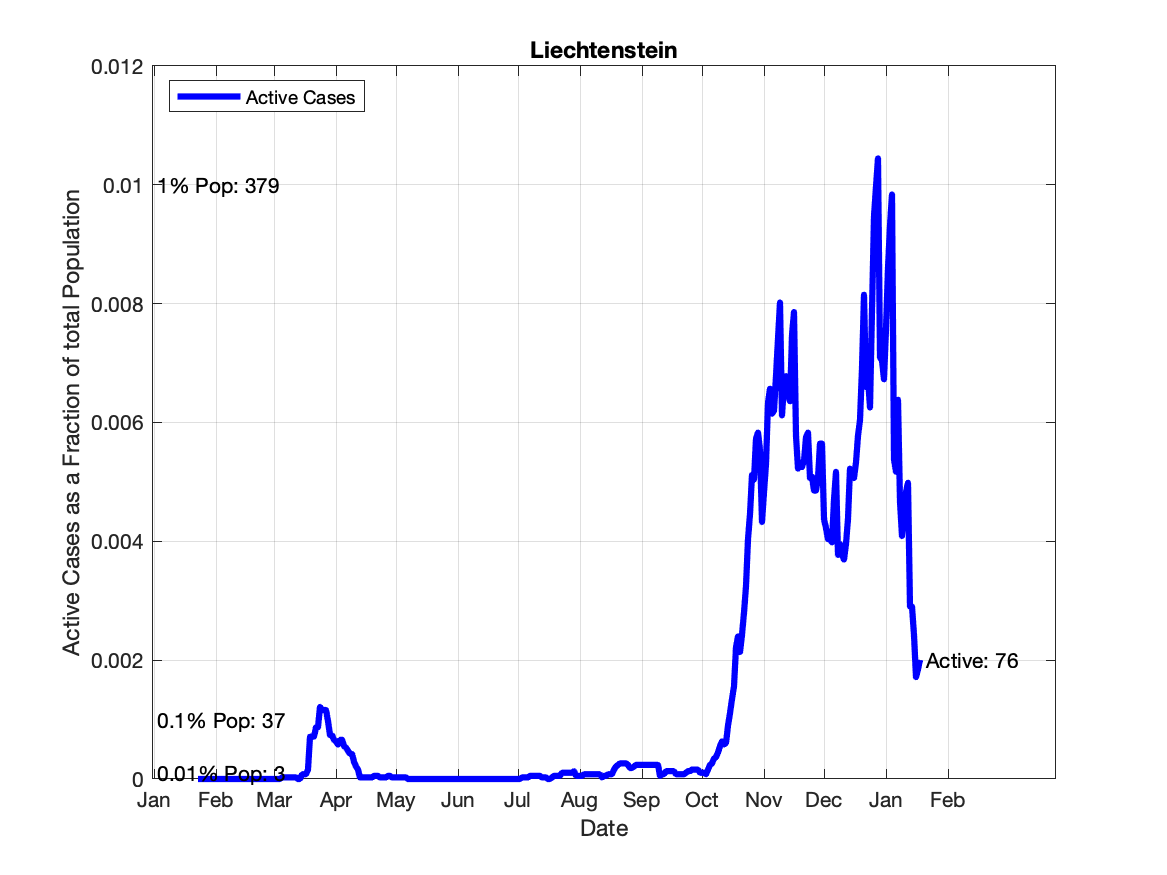 Liechtenstein
Active Cases
0.012
0.01
0.008
0.006
0.004
0.002
0
1% Pop: 379
0.1% Pop: 37
0.01% Pop: 3
Active: 76
Active Cases as a Fraction of total Population
Jan Feb Mar Apr May Jun Jul Aug Sep Oct Nov Dec Jan Feb
Date